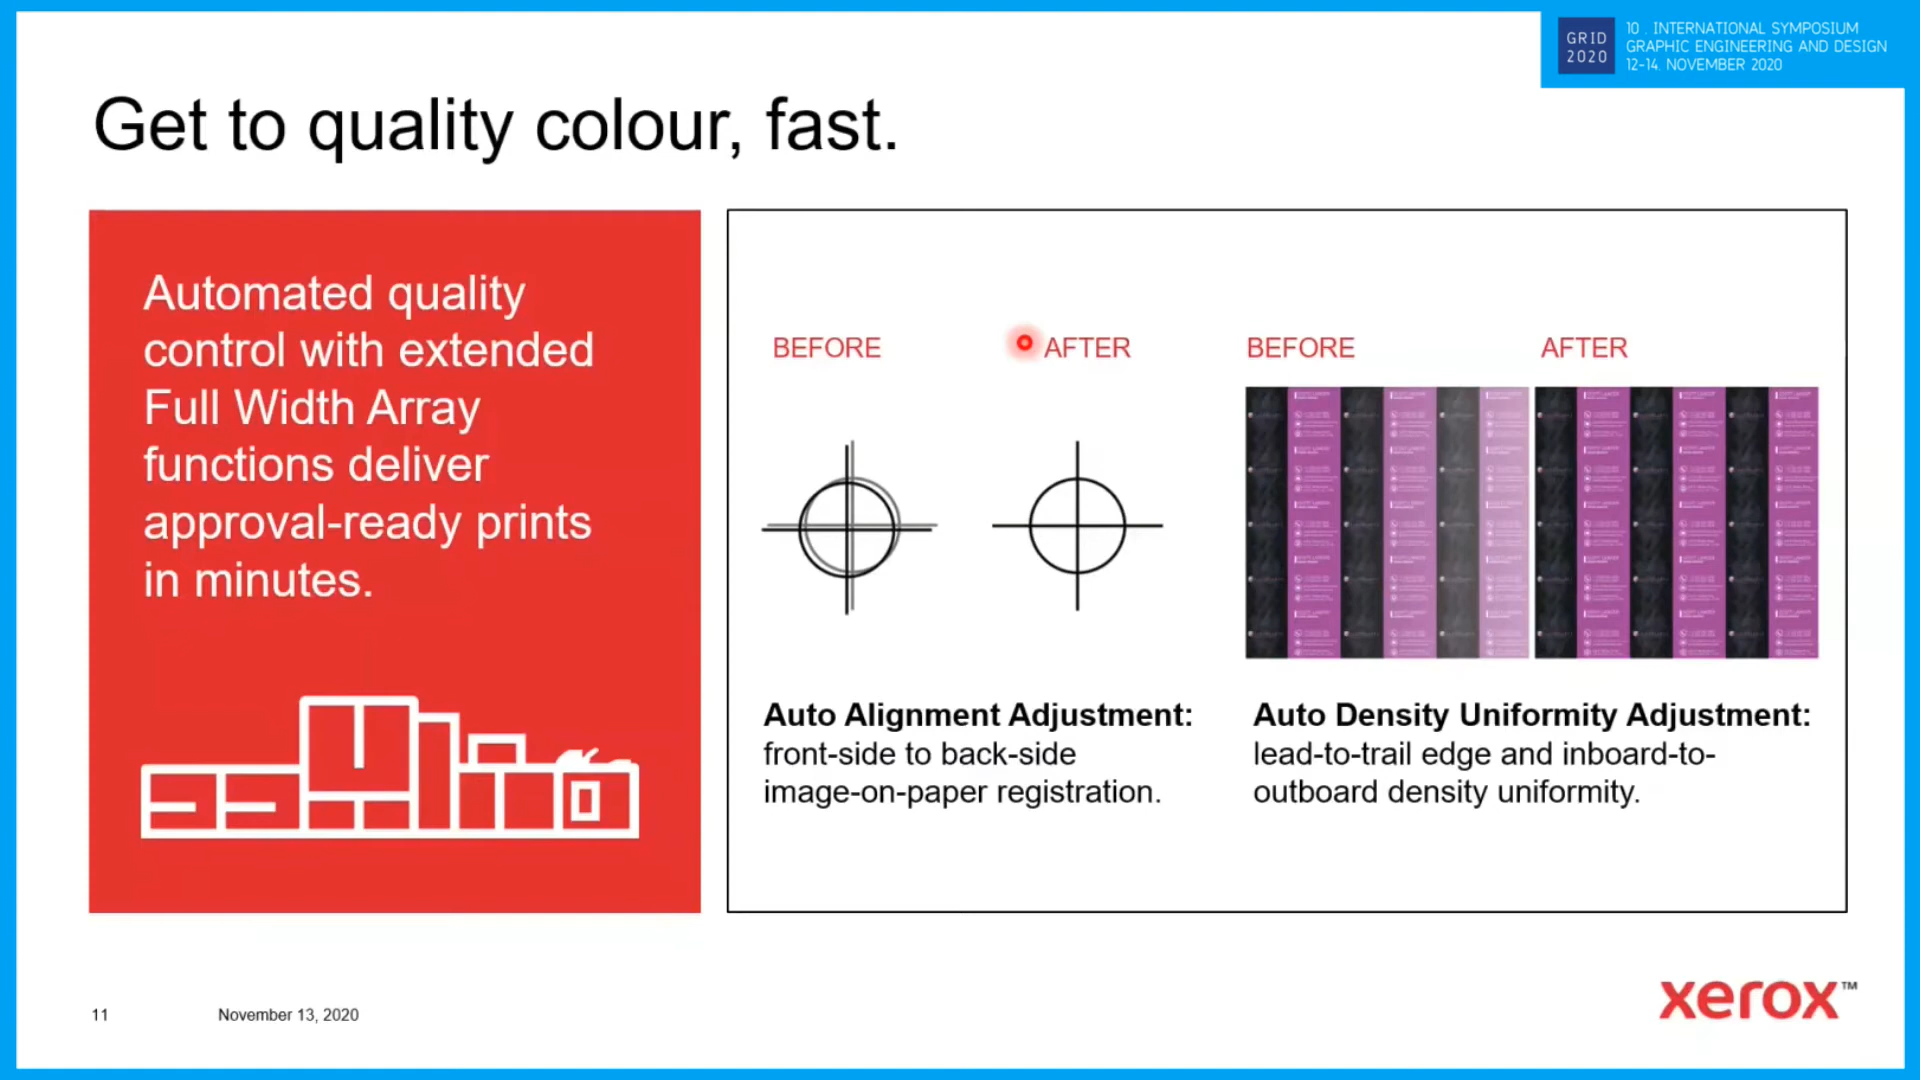 GRID
2020
10 . INTERNATIONAL SYMPOSIUM
GRAPHIC ENGINEERING AND DESIGN
12-14. NOVEMBER 2020
Get to quality colour, fast.
Automated quality
control with extended
Full Width Array
functions deliver
approval-ready prints
in minutes.
BEFORE
AFTER
BEFORE
AFTER
Auto Alignment Adjustment:
front-side to back-side
image-on-paper registration.
Auto Density Uniformity Adjustment:
lead-to-trail edge and inboard-to-
outboard density uniformity.
11
November 13, 2020
xerox™